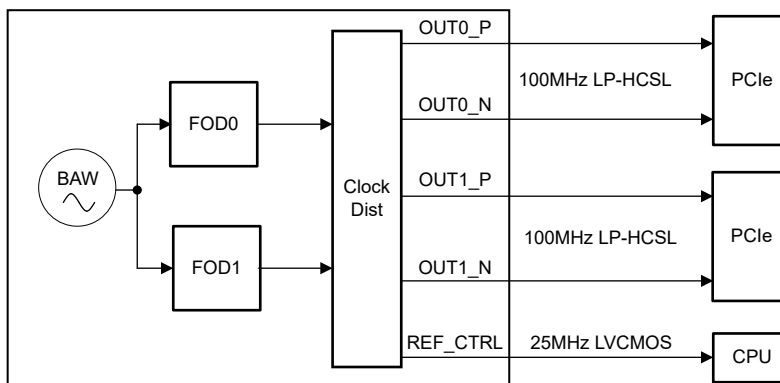 OUT0_P
100MHz LP-HCSL
PCIe
OUT0_N
FOD0
BAW
Clock
Dist
OUT1_P
100MHz LP-HCSL
PCIe
FOD1
OUT1_N
REF_CTRL
25MHz LVCMOS
CPU